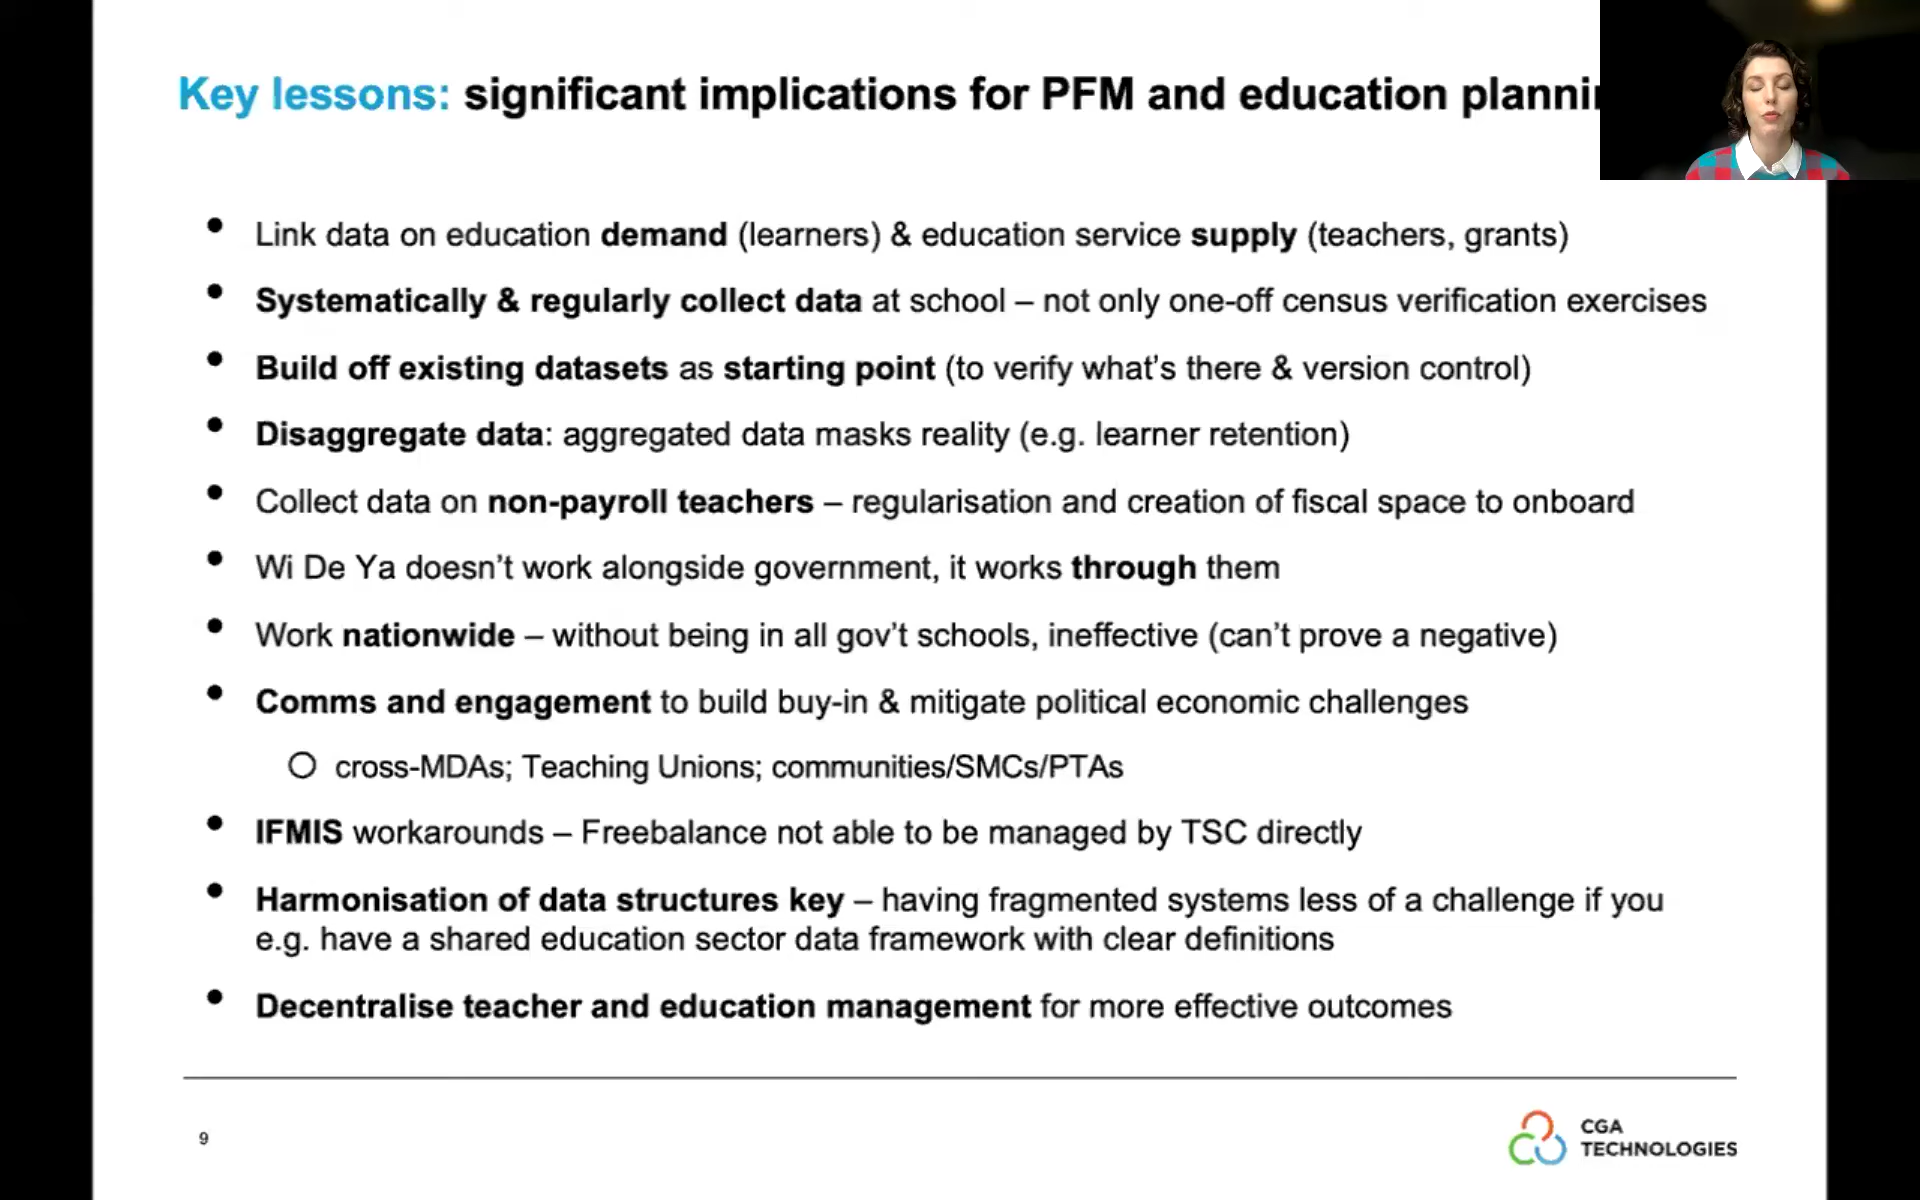 Key lessons: significant implications for PFM and education
• Link data on education demand (learners) & education service supply (teachers, grants)
• Systematically & regularly collect data at school – not only one-off census verification exercises
• Build off existing datasets as starting point (to verify what’s there & version control)
• Disaggregate data: aggregated data masks reality (e.g. learner retention)
• Collect data on non-payroll teachers – regularisation and creation of fiscal space to onboard
• Wi De Ya doesn’t work alongside government, it works through them
• Work nationwide – without being in all gov’t schools, ineffective (can’t prove a negative)
• Comms and engagement to build buy-in & mitigate political economic challenges
○ cross-MDAs; Teaching Unions; communities/SMCs/PTAs
• IFMIS workarounds – Freebalance not able to be managed by TSC directly
• Harmonisation of data structures key – having fragmented systems less of a challenge if you
e.g. have a shared education sector data framework with clear definitions
• Decentralise teacher and education management for more effective outcomes
9
CGA
TECHNOLOGIES